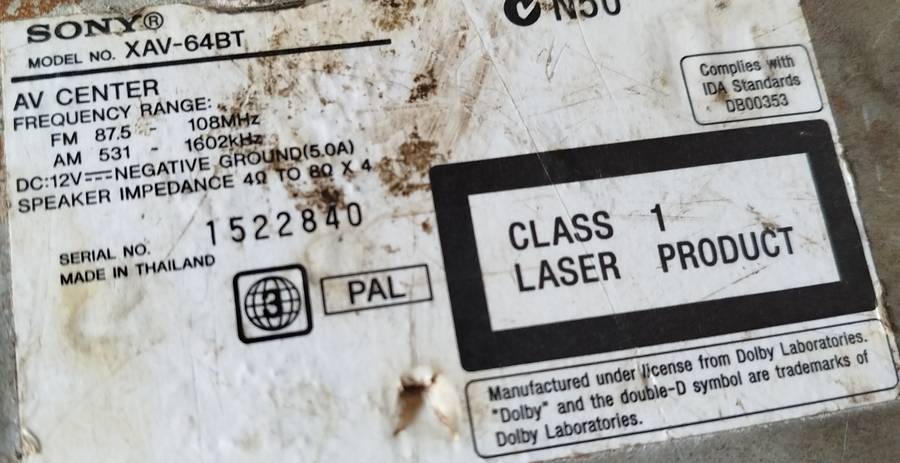 SONY®
MODEL NO. XAV-64BT
N50
AV CENTER
FREQUENCY RANGE:
FM 87.5 - 108MHz
AM 531 - 1602kHz
DC:12V⎓NEGATIVE GROUND(5.0A)
SPEAKER IMPEDANCE 4Ω TO 8Ω X 4
Complies with
IDA Standards
DB00353
SERIAL NO. 1522840
MADE IN THAILAND
3
PAL
CLASS 1
LASER PRODUCT
Manufactured under license from Dolby Laboratories.
"Dolby" and the double-D symbol are trademarks of
Dolby Laboratories.